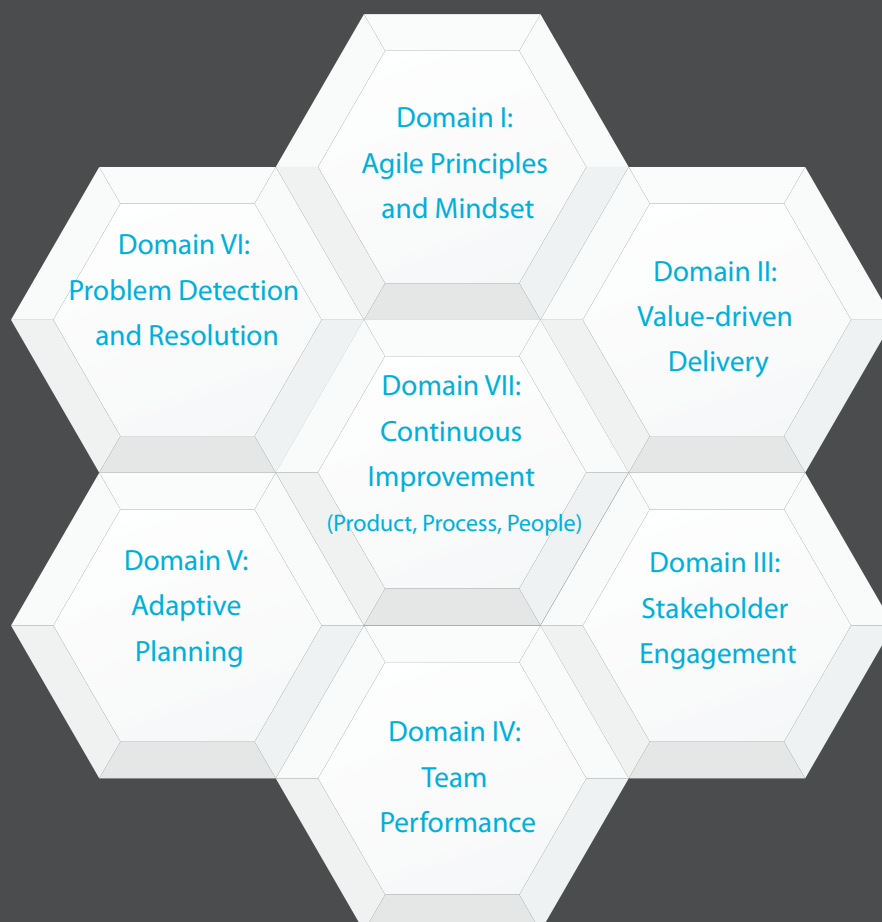 Domain I:
Agile Principles
and Mindset
Domain II:
Value-driven
Delivery
Domain III:
Stakeholder
Engagement
Domain IV:
Team
Performance
Domain V:
Adaptive
Planning
Domain VI:
Problem Detection
and Resolution
Domain VII:
Continuous
Improvement
(Product, Process, People)